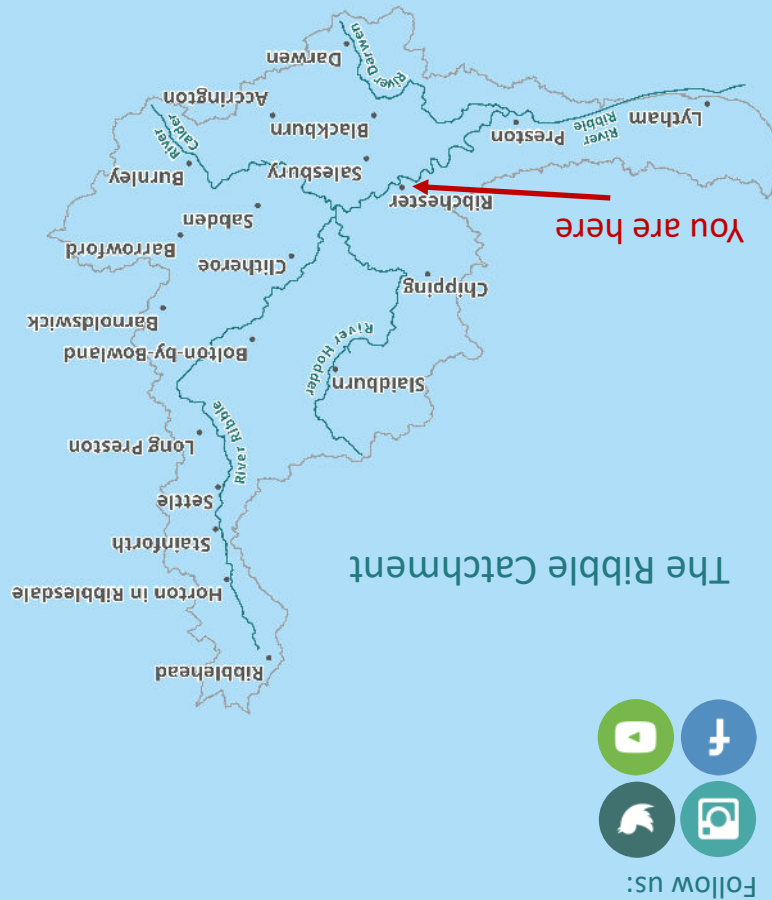 Follow us:
The Ribble Catchment
Ribblehead
Horton in Ribblesdale
Stainforth
Settle
River Ribble
Long Preston
Slaidburn
River Hodder
Bolton-by-Bowland
Barnoldswick
Chipping
Clitheroe
Barrowford
You are here
Ribchester
Sabden
Salesbury
Burnley
River
Calder
Lytham
River
Ribble
Preston
Blackburn
Accrington
River Darwen
Darwen